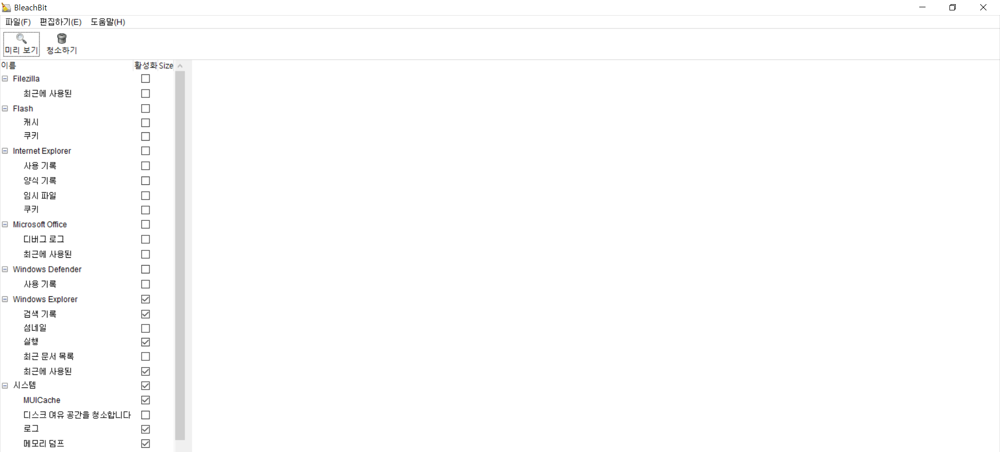 BleachBit
파일(F) 편집하기(E) 도움말(H)
미리 보기 청소하기
이름 활성화 Size
Filezilla
최근에 사용된
Flash
캐시
쿠키
Internet Explorer
사용 기록
양식 기록
임시 파일
쿠키
Microsoft Office
디버그 로그
최근에 사용된
Windows Defender
사용 기록
Windows Explorer
검색 기록
섬네일
실행
최근 문서 목록
최근에 사용된
시스템
MUICache
디스크 여유 공간을 청소합니다
로그
메모리 덤프